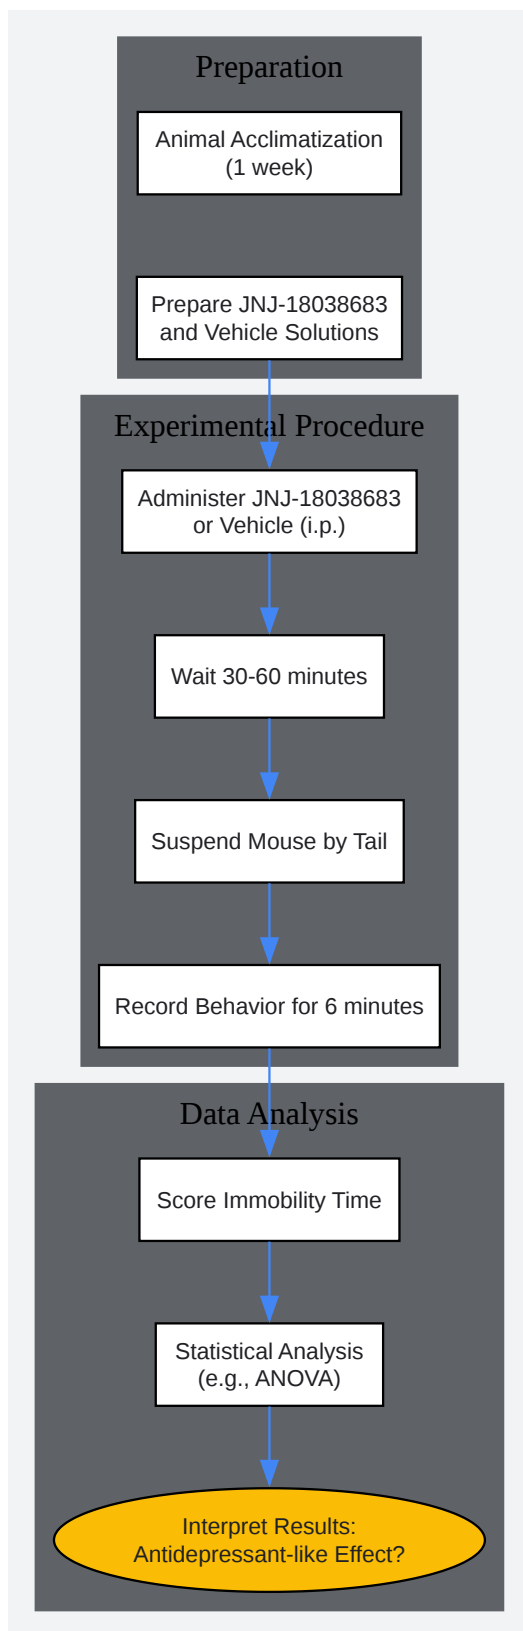 Preparation
Animal Acclimatization
(1 week)
Prepare JNJ-18038683
and Vehicle Solutions
Experimental Procedure
Administer JNJ-18038683
or Vehicle (i.p.)
Wait 30-60 minutes
Suspend Mouse by Tail
Record Behavior for 6 minutes
Data Analysis
Score Immobility Time
Statistical Analysis
(e.g., ANOVA)
Interpret Results:
Antidepressant-like Effect?